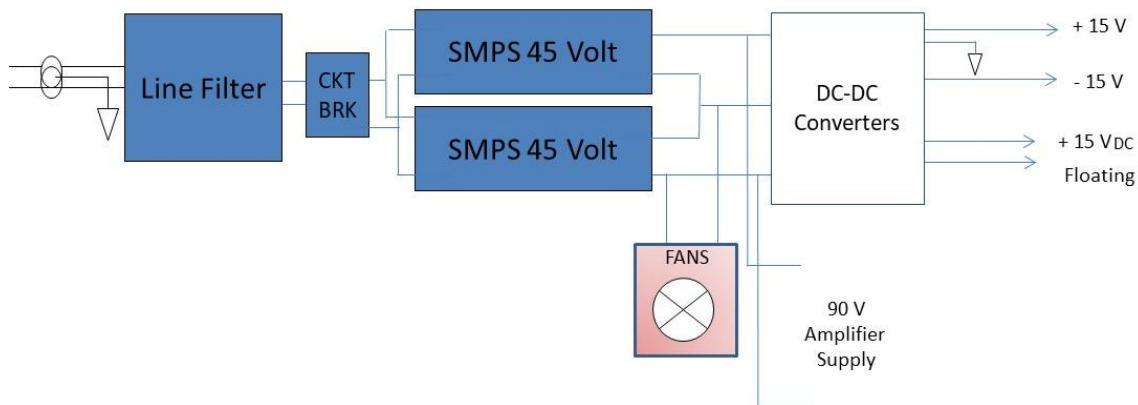 Line Filter
CKT
BRK
SMPS 45 Volt
SMPS 45 Volt
DC-DC
Converters
+ 15 V
- 15 V
+ 15 VDC
Floating
FANS
90 V
Amplifier
Supply